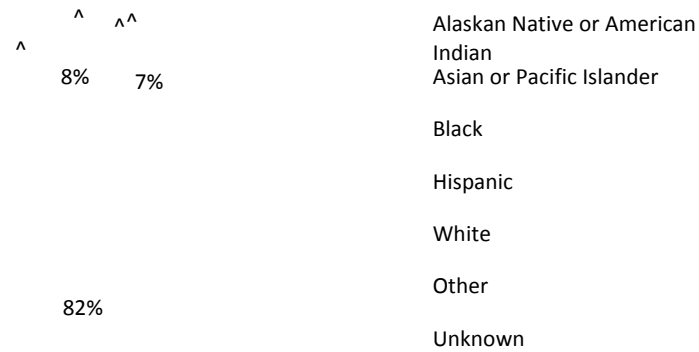 ^
^^
^
8%
7%
82%
Alaskan Native or American
Indian
Asian or Pacific Islander
Black
Hispanic
White
Other
Unknown